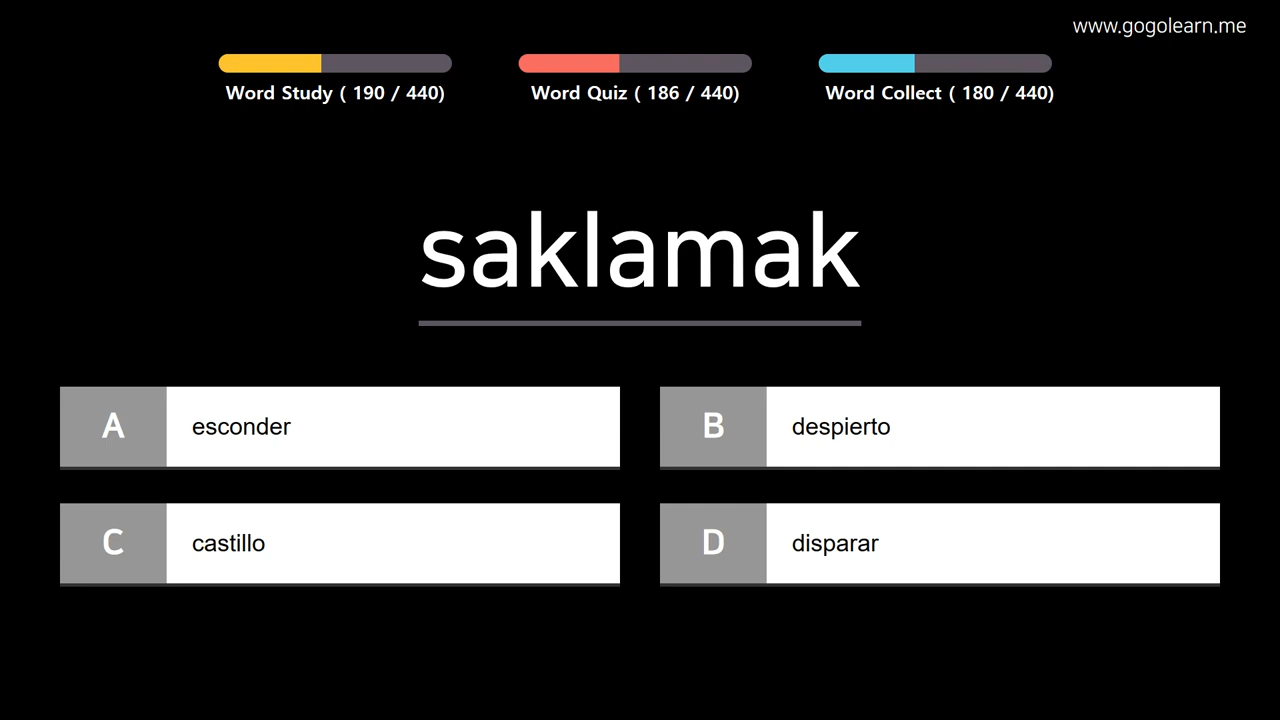 www.gogolearn.me
Word Study ( 190 / 440)
Word Quiz ( 186 / 440)
Word Collect ( 180 / 440)
saklamak
A esconder
B despierto
C castillo
D disparar